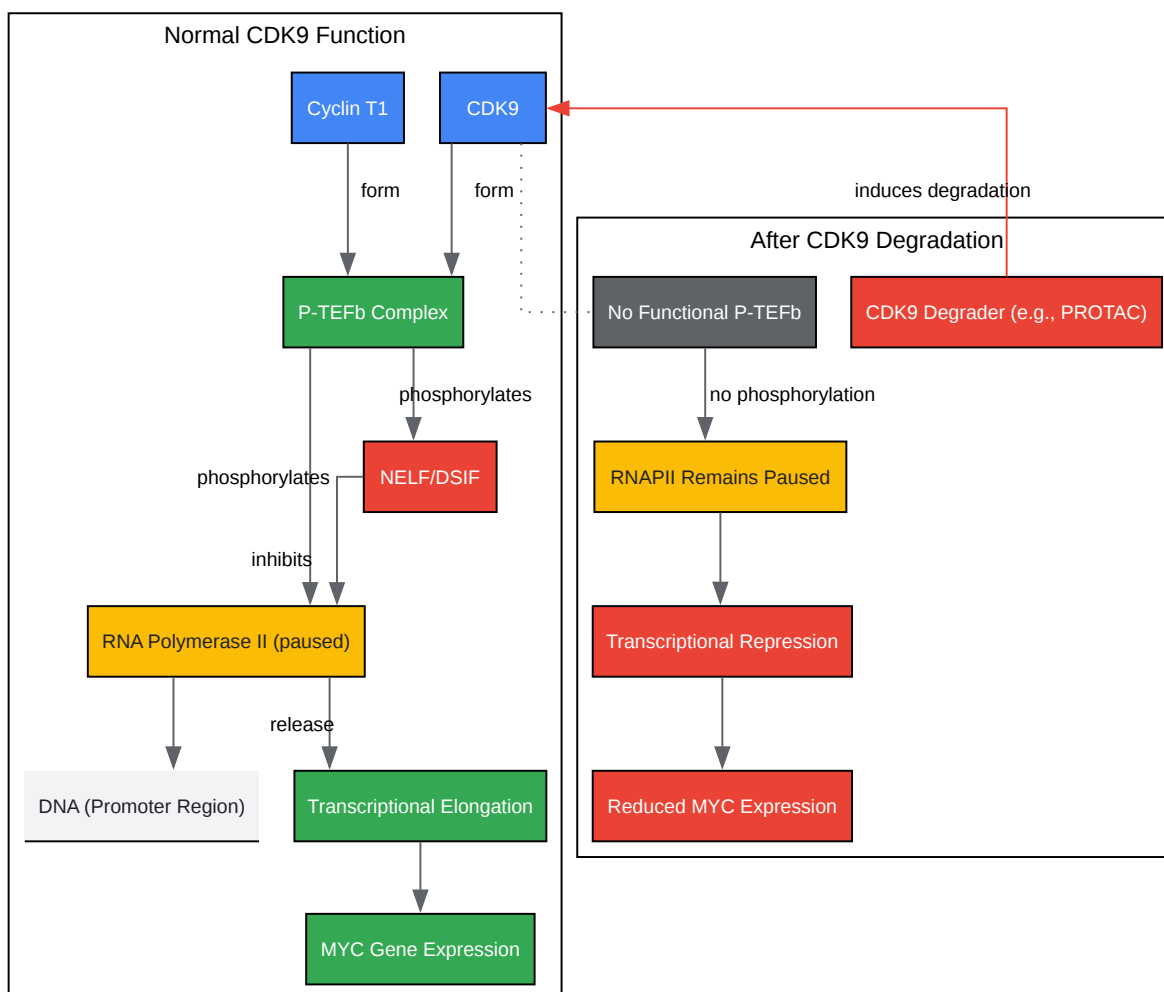 Normal CDK9 Function
Cyclin T1
CDK9
form
form
P-TEFb Complex
phosphorylates
NELF/DSIF
phosphorylates
inhibits
RNA Polymerase II (paused)
release
DNA (Promoter Region)
Transcriptional Elongation
MYC Gene Expression
induces degradation
After CDK9 Degradation
No Functional P-TEFb
CDK9 Degrader (e.g., PROTAC)
no phosphorylation
RNAPII Remains Paused
Transcriptional Repression
Reduced MYC Expression